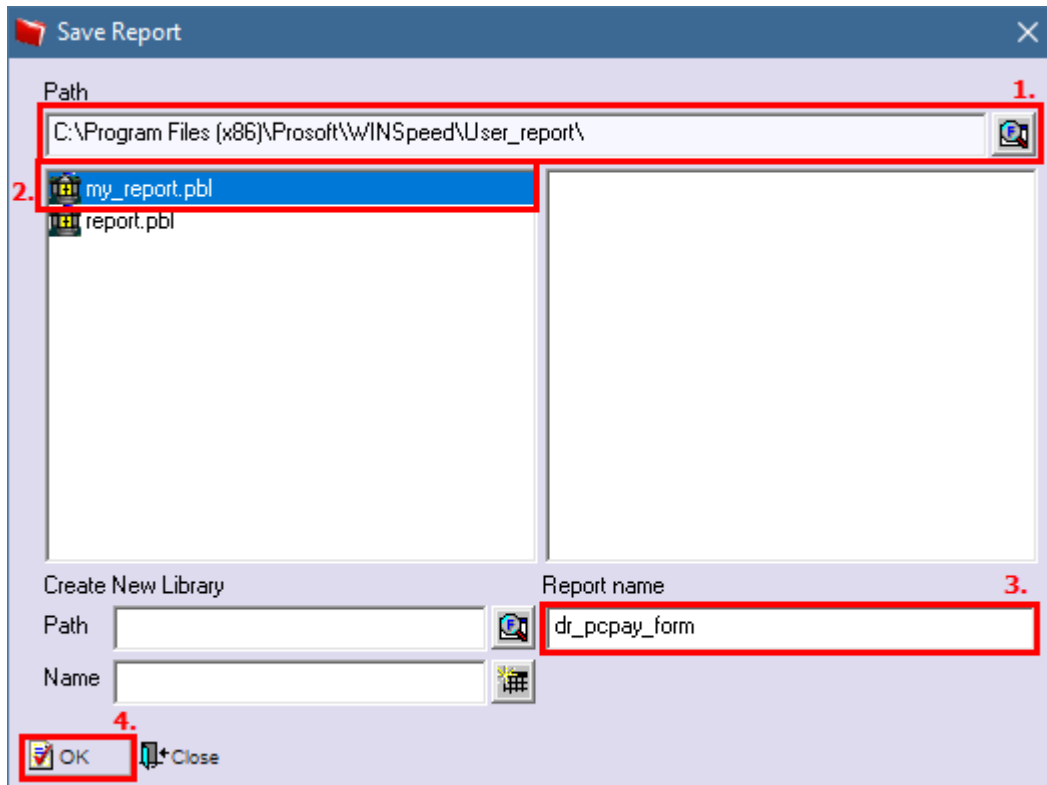 Save Report
Path
1.
C:\Program Files (x86)\Prosoft\WINSpeed\User_report\
2.
my_report.pbl
report.pbl
Create New Library
Report name
3.
Path
dr_pcpay_form
Name
4.
OK
Close